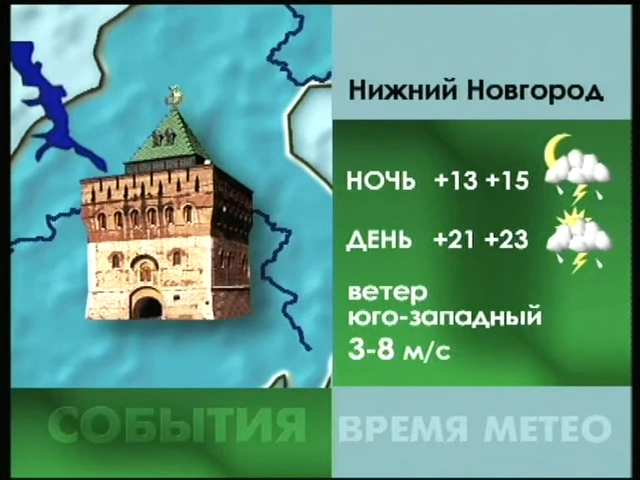 Нижний Новгород
НОЧЬ +13 +15
ДЕНЬ +21 +23
ветер
юго-западный
3-8 м/с
СОБЫТИЯ ВРЕМЯ МЕТЕО